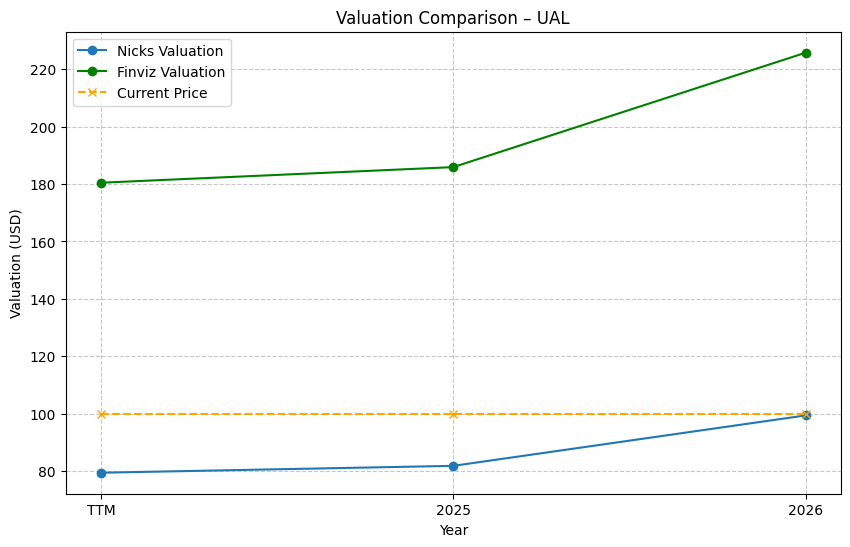 Valuation Comparison – UAL
Nicks Valuation
Finviz Valuation
Current Price
Valuation (USD)
220
200
180
160
140
120
100
80
TTM
2025
2026
Year